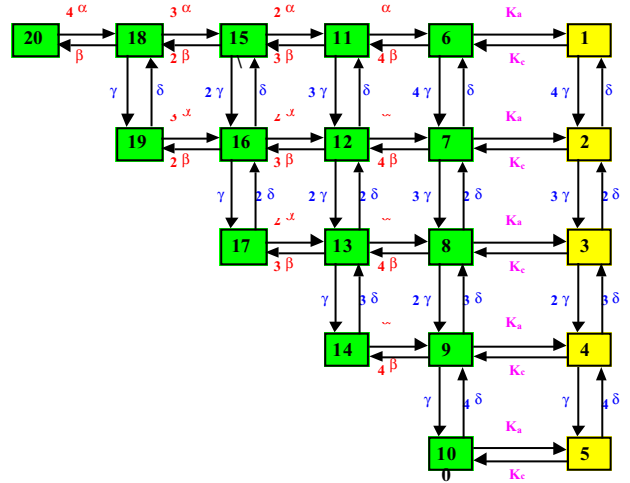 4 α 3 α 2 α α Ka
20 18 15 11 6 1
β 2 β 3 β 4 β Kc
γ δ 2 γ δ 3 γ δ 4 γ δ 4 γ δ
3 α 2 α Ka
19 16 12 7 2
2 β 3 β 4 β Kc
γ 2 δ 2 γ 2 δ 3 γ 2 δ 3 γ 2 δ
2 α Ka
17 13 8 3
3 β 4 β Kc
γ 3 δ 2 γ 3 δ 2 γ 3 δ
Ka
14 9 4
4 β Kc
γ 4 δ γ 4 δ
Ka
10 5
0 Kc